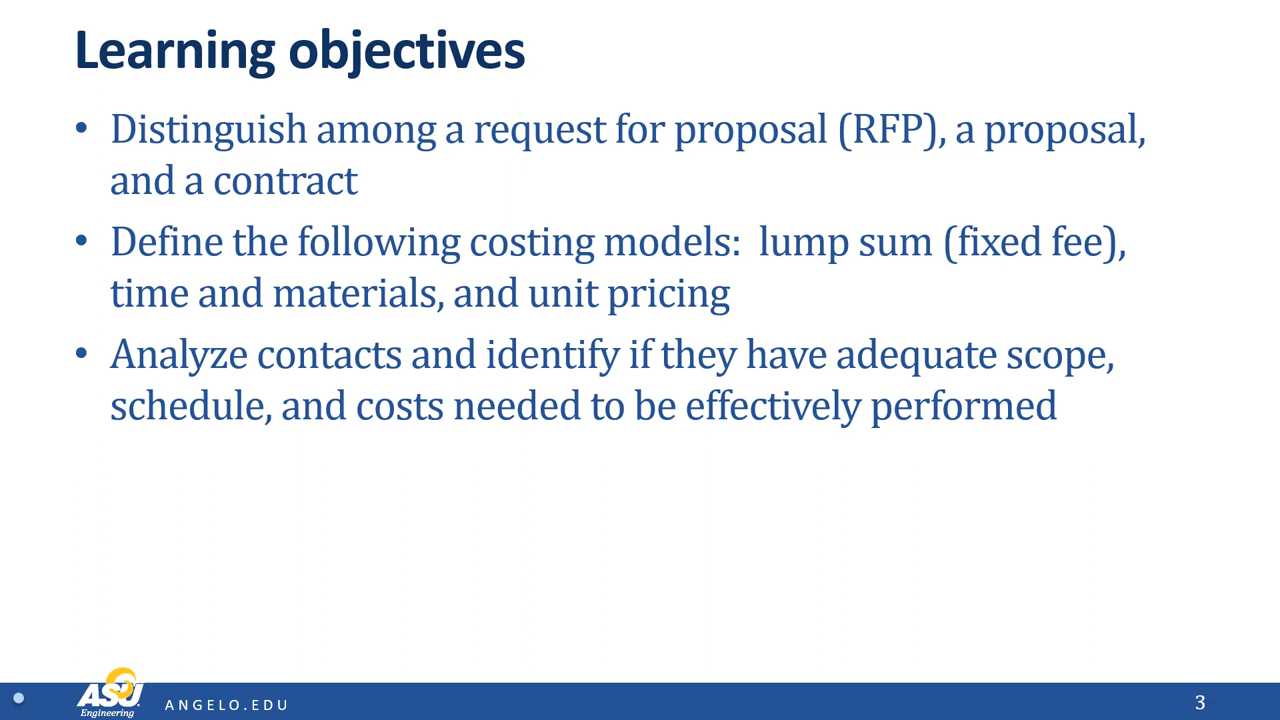 Learning objectives
• Distinguish among a request for proposal (RFP), a proposal,
and a contract
• Define the following costing models:  lump sum (fixed fee),
time and materials, and unit pricing
• Analyze contacts and identify if they have adequate scope,
schedule, and costs needed to be effectively performed
ASU
Engineering
ANGELO.EDU
3